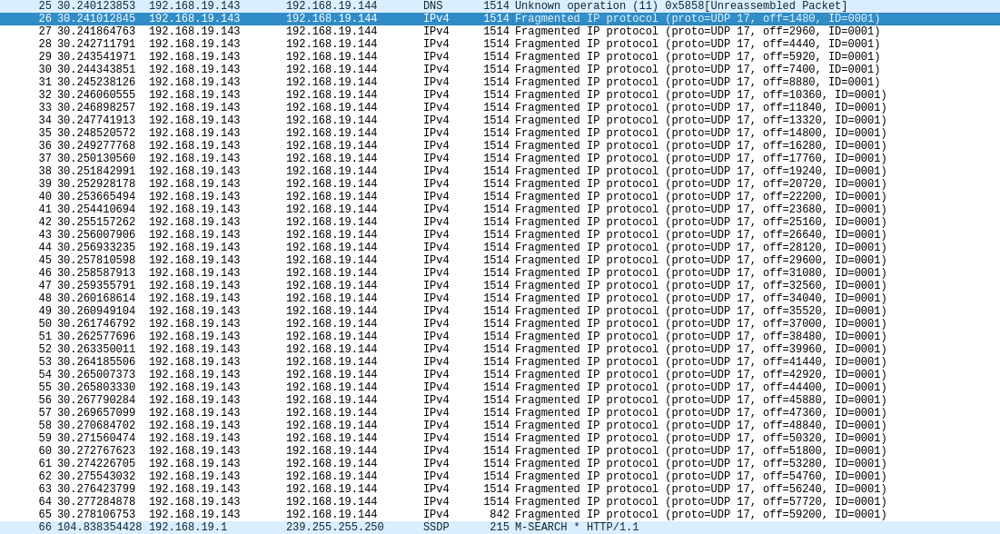 25 30.240123853 192.168.19.143 192.168.19.144 DNS 1514 Unknown operation (11) 0x5858[Unreassembled Packet]
26 30.241012845 192.168.19.143 192.168.19.144 IPv4 1514 Fragmented IP protocol (proto=UDP 17, off=1480, ID=0001)
27 30.241864763 192.168.19.143 192.168.19.144 IPv4 1514 Fragmented IP protocol (proto=UDP 17, off=2960, ID=0001)
28 30.242711791 192.168.19.143 192.168.19.144 IPv4 1514 Fragmented IP protocol (proto=UDP 17, off=4440, ID=0001)
29 30.243541971 192.168.19.143 192.168.19.144 IPv4 1514 Fragmented IP protocol (proto=UDP 17, off=5920, ID=0001)
30 30.244343851 192.168.19.143 192.168.19.144 IPv4 1514 Fragmented IP protocol (proto=UDP 17, off=7400, ID=0001)
31 30.245238126 192.168.19.143 192.168.19.144 IPv4 1514 Fragmented IP protocol (proto=UDP 17, off=8880, ID=0001)
32 30.246060555 192.168.19.143 192.168.19.144 IPv4 1514 Fragmented IP protocol (proto=UDP 17, off=10360, ID=0001)
33 30.246898257 192.168.19.143 192.168.19.144 IPv4 1514 Fragmented IP protocol (proto=UDP 17, off=11840, ID=0001)
34 30.247741913 192.168.19.143 192.168.19.144 IPv4 1514 Fragmented IP protocol (proto=UDP 17, off=13320, ID=0001)
35 30.248520572 192.168.19.143 192.168.19.144 IPv4 1514 Fragmented IP protocol (proto=UDP 17, off=14800, ID=0001)
36 30.249277768 192.168.19.143 192.168.19.144 IPv4 1514 Fragmented IP protocol (proto=UDP 17, off=16280, ID=0001)
37 30.250130560 192.168.19.143 192.168.19.144 IPv4 1514 Fragmented IP protocol (proto=UDP 17, off=17760, ID=0001)
38 30.251842991 192.168.19.143 192.168.19.144 IPv4 1514 Fragmented IP protocol (proto=UDP 17, off=19240, ID=0001)
39 30.252928178 192.168.19.143 192.168.19.144 IPv4 1514 Fragmented IP protocol (proto=UDP 17, off=20720, ID=0001)
40 30.253665494 192.168.19.143 192.168.19.144 IPv4 1514 Fragmented IP protocol (proto=UDP 17, off=22200, ID=0001)
41 30.254410694 192.168.19.143 192.168.19.144 IPv4 1514 Fragmented IP protocol (proto=UDP 17, off=23680, ID=0001)
42 30.255157262 192.168.19.143 192.168.19.144 IPv4 1514 Fragmented IP protocol (proto=UDP 17, off=25160, ID=0001)
43 30.256007906 192.168.19.143 192.168.19.144 IPv4 1514 Fragmented IP protocol (proto=UDP 17, off=26640, ID=0001)
44 30.256933235 192.168.19.143 192.168.19.144 IPv4 1514 Fragmented IP protocol (proto=UDP 17, off=28120, ID=0001)
45 30.257810598 192.168.19.143 192.168.19.144 IPv4 1514 Fragmented IP protocol (proto=UDP 17, off=29600, ID=0001)
46 30.258587913 192.168.19.143 192.168.19.144 IPv4 1514 Fragmented IP protocol (proto=UDP 17, off=31080, ID=0001)
47 30.259355791 192.168.19.143 192.168.19.144 IPv4 1514 Fragmented IP protocol (proto=UDP 17, off=32560, ID=0001)
48 30.260168614 192.168.19.143 192.168.19.144 IPv4 1514 Fragmented IP protocol (proto=UDP 17, off=34040, ID=0001)
49 30.260949104 192.168.19.143 192.168.19.144 IPv4 1514 Fragmented IP protocol (proto=UDP 17, off=35520, ID=0001)
50 30.261746792 192.168.19.143 192.168.19.144 IPv4 1514 Fragmented IP protocol (proto=UDP 17, off=37000, ID=0001)
51 30.262577696 192.168.19.143 192.168.19.144 IPv4 1514 Fragmented IP protocol (proto=UDP 17, off=38480, ID=0001)
52 30.263350011 192.168.19.143 192.168.19.144 IPv4 1514 Fragmented IP protocol (proto=UDP 17, off=39960, ID=0001)
53 30.264185506 192.168.19.143 192.168.19.144 IPv4 1514 Fragmented IP protocol (proto=UDP 17, off=41440, ID=0001)
54 30.265007373 192.168.19.143 192.168.19.144 IPv4 1514 Fragmented IP protocol (proto=UDP 17, off=42920, ID=0001)
55 30.265803330 192.168.19.143 192.168.19.144 IPv4 1514 Fragmented IP protocol (proto=UDP 17, off=44400, ID=0001)
56 30.267790284 192.168.19.143 192.168.19.144 IPv4 1514 Fragmented IP protocol (proto=UDP 17, off=45880, ID=0001)
57 30.269657099 192.168.19.143 192.168.19.144 IPv4 1514 Fragmented IP protocol (proto=UDP 17, off=47360, ID=0001)
58 30.270684702 192.168.19.143 192.168.19.144 IPv4 1514 Fragmented IP protocol (proto=UDP 17, off=48840, ID=0001)
59 30.271560474 192.168.19.143 192.168.19.144 IPv4 1514 Fragmented IP protocol (proto=UDP 17, off=50320, ID=0001)
60 30.272767623 192.168.19.143 192.168.19.144 IPv4 1514 Fragmented IP protocol (proto=UDP 17, off=51800, ID=0001)
61 30.274226705 192.168.19.143 192.168.19.144 IPv4 1514 Fragmented IP protocol (proto=UDP 17, off=53280, ID=0001)
62 30.275543032 192.168.19.143 192.168.19.144 IPv4 1514 Fragmented IP protocol (proto=UDP 17, off=54760, ID=0001)
63 30.276423799 192.168.19.143 192.168.19.144 IPv4 1514 Fragmented IP protocol (proto=UDP 17, off=56240, ID=0001)
64 30.277284878 192.168.19.143 192.168.19.144 IPv4 1514 Fragmented IP protocol (proto=UDP 17, off=57720, ID=0001)
65 30.278106753 192.168.19.143 192.168.19.144 IPv4 842 Fragmented IP protocol (proto=UDP 17, off=59200, ID=0001)
66 104.838354428 192.168.19.1 239.255.255.250 SSDP 215 M-SEARCH * HTTP/1.1